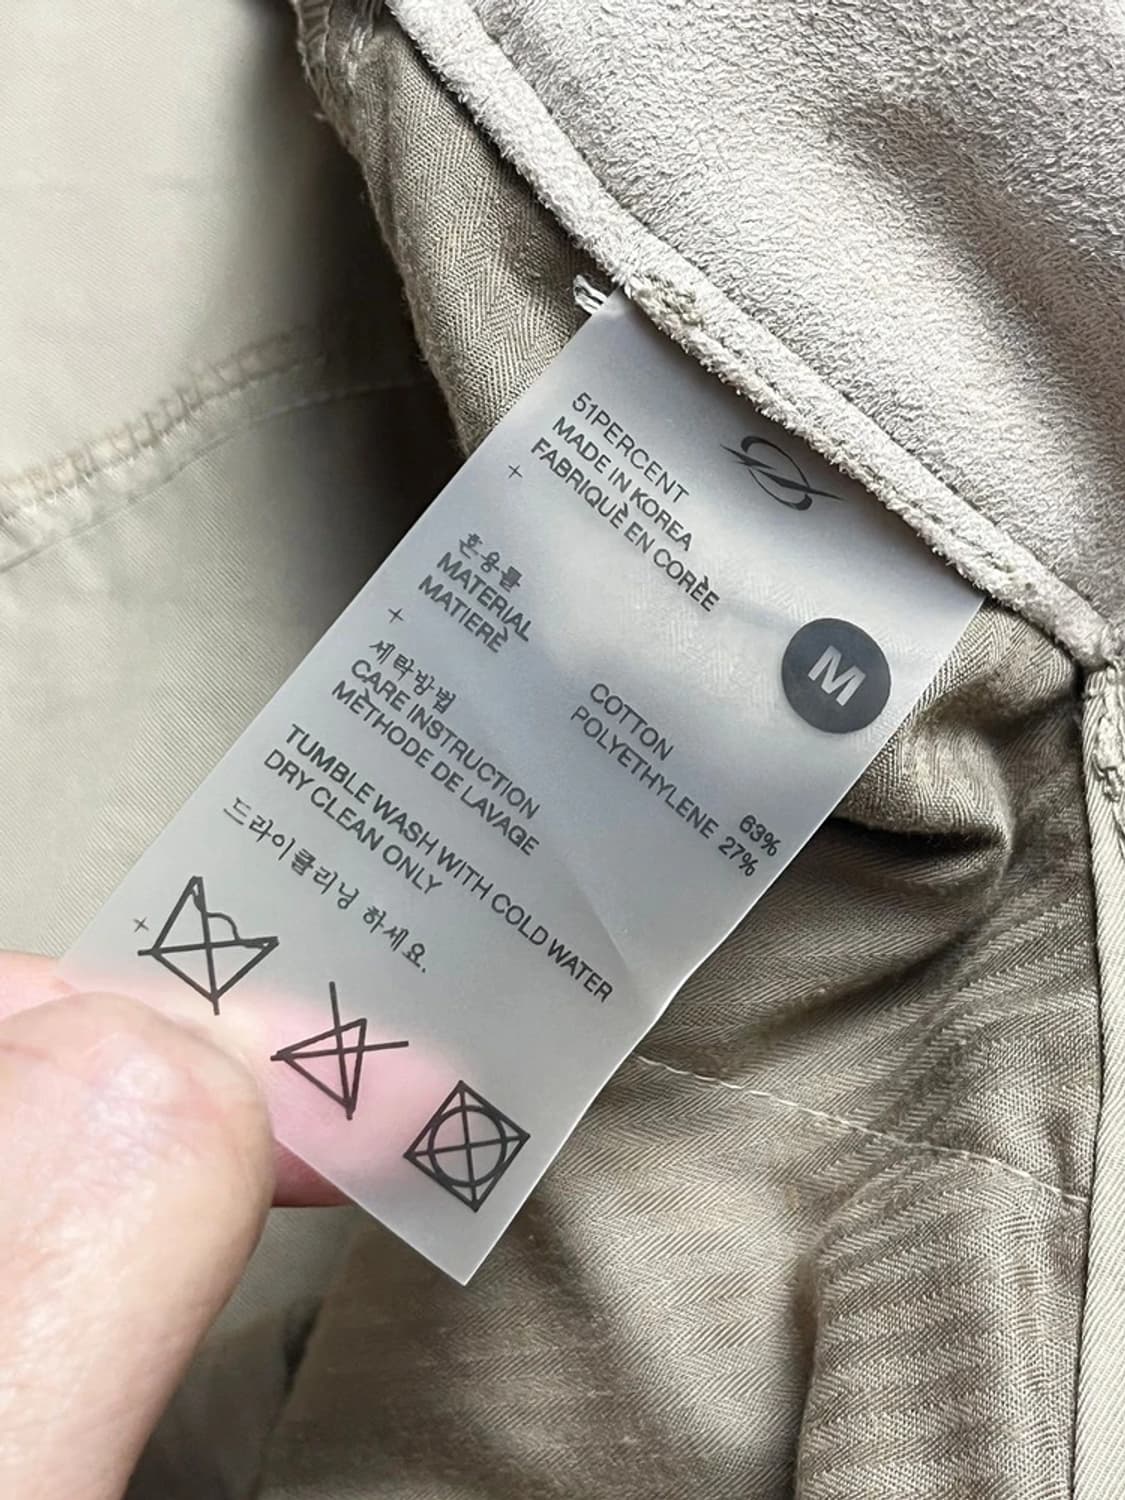 51PERCENT
MADE IN KOREA
FABRIQUÈ EN CORÈE
M
혼용률
MATERIAL
MATIERÈ
COTTON 63%
POLYETHYLENE 27%
세탁방법
CARE INSTRUCTION
MÈTHODE DE LAVAGE
TUMBLE WASH WITH COLD WATER
DRY CLEAN ONLY
드라이클리닝 하세요.